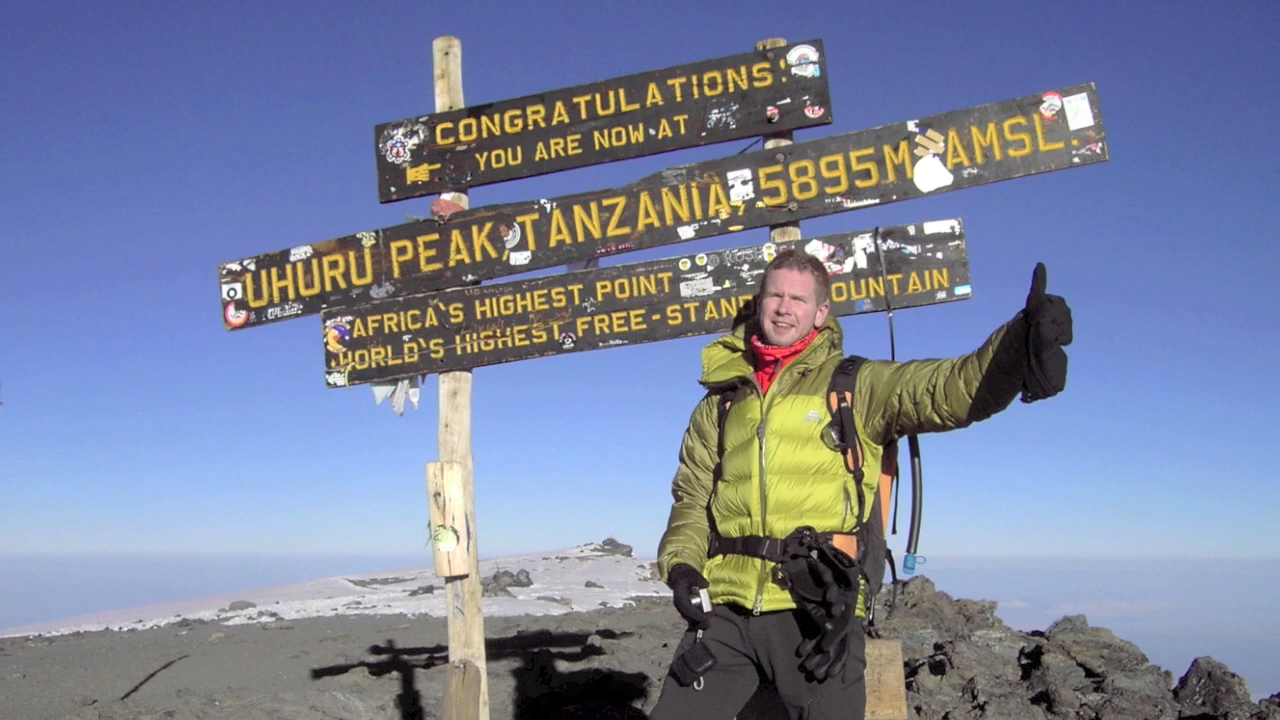 CONGRATULATIONS!
YOU ARE NOW AT
UHURU PEAK, TANZANIA, 5895M AMSL.
AFRICA'S HIGHEST POINT
WORLD'S HIGHEST FREE-STAND OUNTAIN